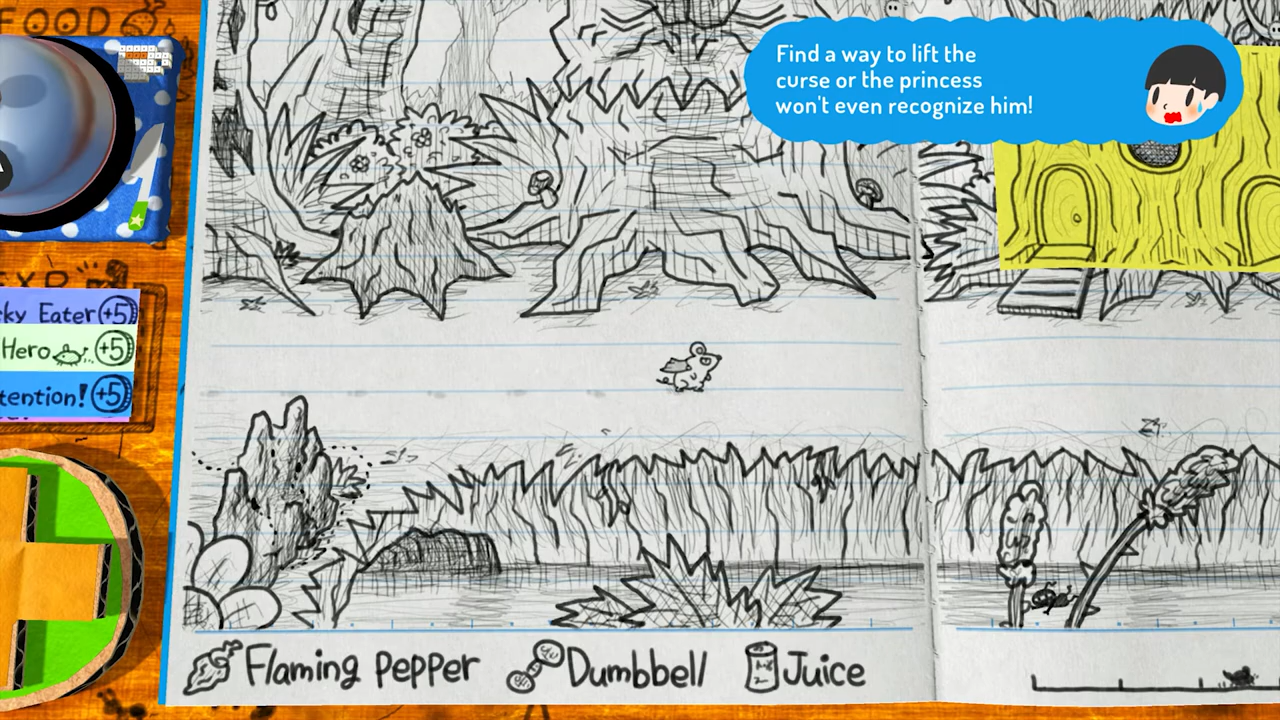 FOOD
Find a way to lift the
curse or the princess
won't even recognize him!
EXP
ky Eater +5
Hero +5
tention! +5
Flaming pepper
Dumbbell
Juice